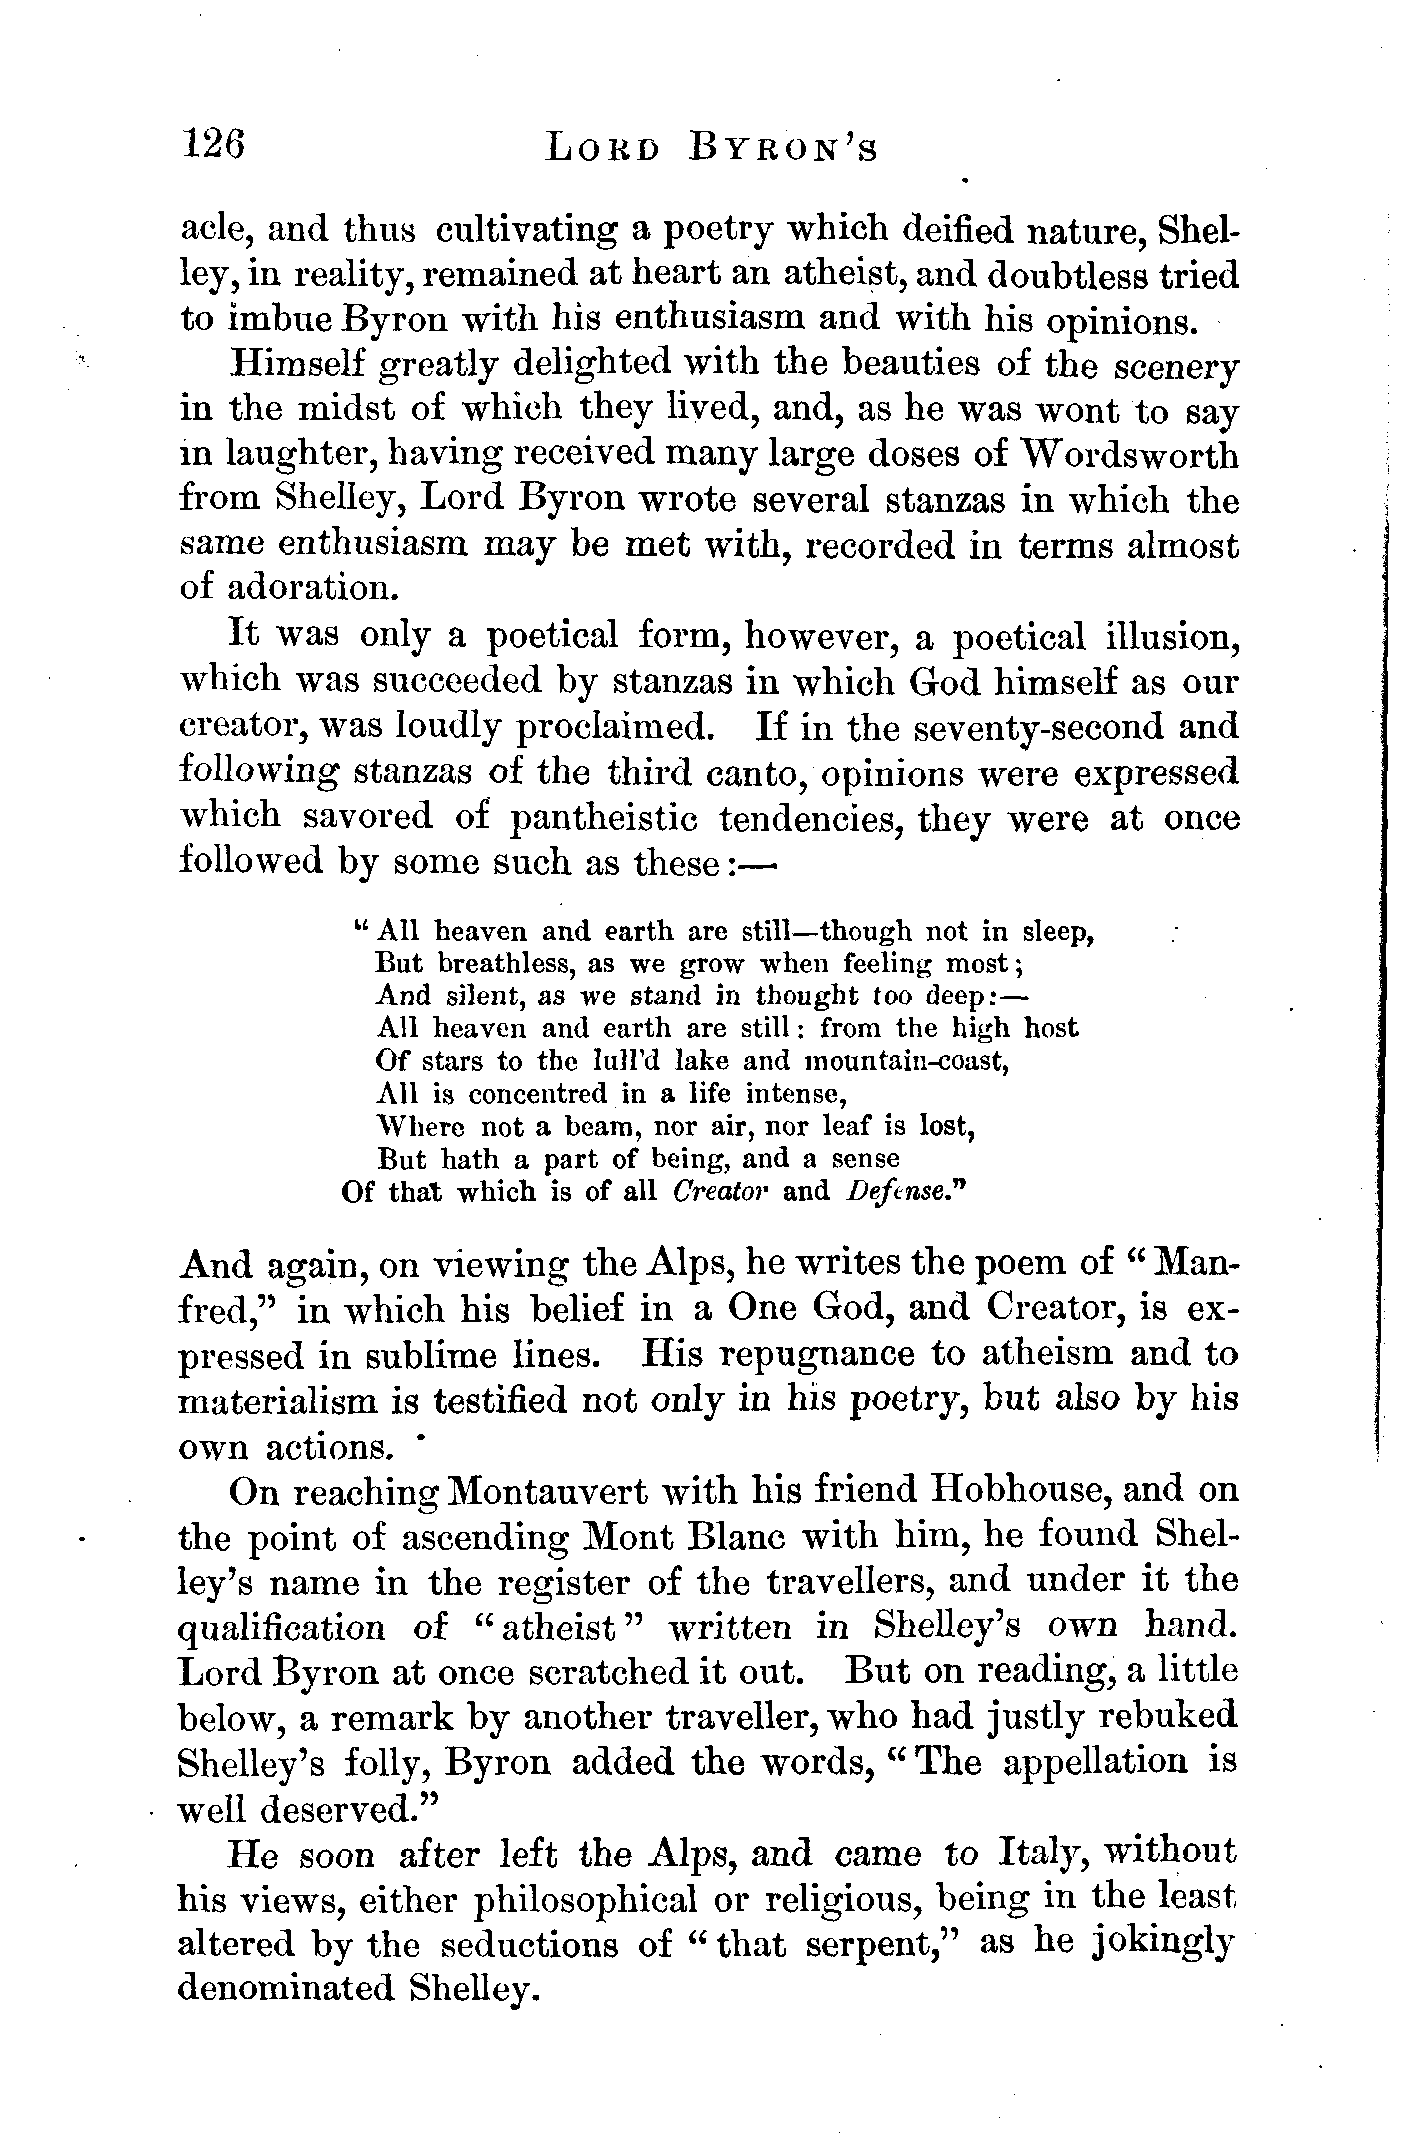 126 LORD BYRON'S
acle, and thus cultivating a poetry which deified nature, Shel-
ley, in reality, remained at heart an atheist, and doubtless tried
to imbue Byron with his enthusiasm and with his opinions.
Himself greatly delighted with the beauties of the scenery
in the midst of which they lived, and, as he was wont to say
in laughter, having received many large doses of Wordsworth
from Shelley, Lord Byron wrote several stanzas in which the
same enthusiasm may be met with, recorded in terms almost
of adoration.
It was only a poetical form, however, a poetical illusion,
which was succeeded by stanzas in which God himself as our
creator, was loudly proclaimed. If in the seventy-second and
following stanzas of the third canto, opinions were expressed
which savored of pantheistic tendencies, they were at once
followed by some such as these:—
"All heaven and earth are still—though not in sleep,
But breathless, as we grow when feeling most;
And silent, as we stand in thought too deep:—
All heaven and earth are still: from the high host
Of stars to the lull'd lake and mountain-coast,
All is concentred in a life intense,
Where not a beam, nor air, nor leaf is lost,
But hath a part of being, and a sense
Of that which is of all Creator and Defense."
And again, on viewing the Alps, he writes the poem of "Man-
fred," in which his belief in a One God, and Creator, is ex-
pressed in sublime lines. His repugnance to atheism and to
materialism is testified not only in his poetry, but also by his
own actions.
On reaching Montauvert with his friend Hobhouse, and on
the point of ascending Mont Blanc with him, he found Shel-
ley's name in the register of the travellers, and under it the
qualification of "atheist" written in Shelley's own hand.
Lord Byron at once scratched it out. But on reading, a little
below, a remark by another traveller, who had justly rebuked
Shelley's folly, Byron added the words, "The appellation is
well deserved."
He soon after left the Alps, and came to Italy, without
his views, either philosophical or religious, being in the least
altered by the seductions of "that serpent," as he jokingly
denominated Shelley.